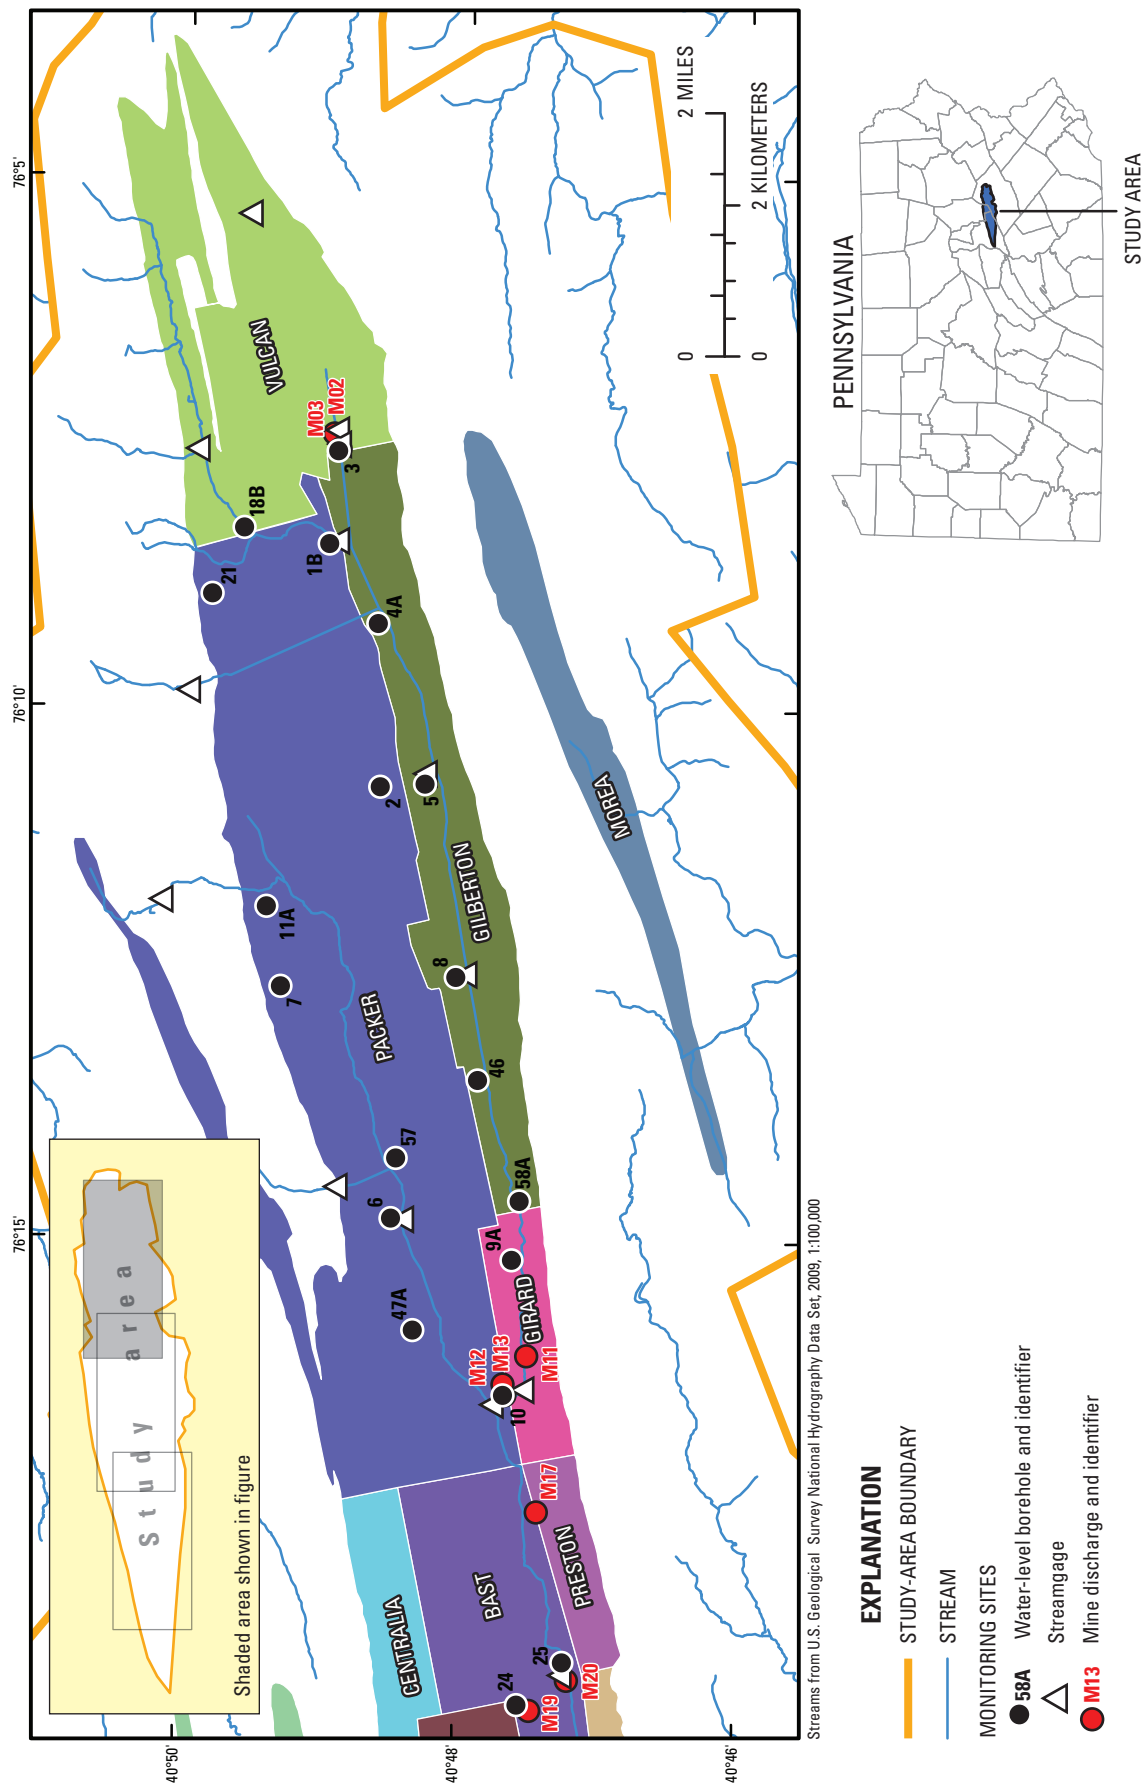 76°15'
76°10'
76°5'
40°50'
40°48'
40°46'
Study area
Shaded area shown in figure
VULCAN
M03
M02
3
18B
21
1B
4A
2
5
11A
7
PACKER
GILBERTON
8
46
MOREA
57
6
58A
9A
47A
GIRARD
M12
M13
M11
10
M17
CENTRALIA
BAST
PRESTON
24
25
M19
M20
0 2 MILES
0 2 KILOMETERS
Streams from U.S. Geological Survey National Hydrography Data Set, 2009, 1:100,000
EXPLANATION
STUDY-AREA BOUNDARY
STREAM
MONITORING SITES
58A Water-level borehole and identifier
Streamgage
M13 Mine discharge and identifier
PENNSYLVANIA
STUDY AREA